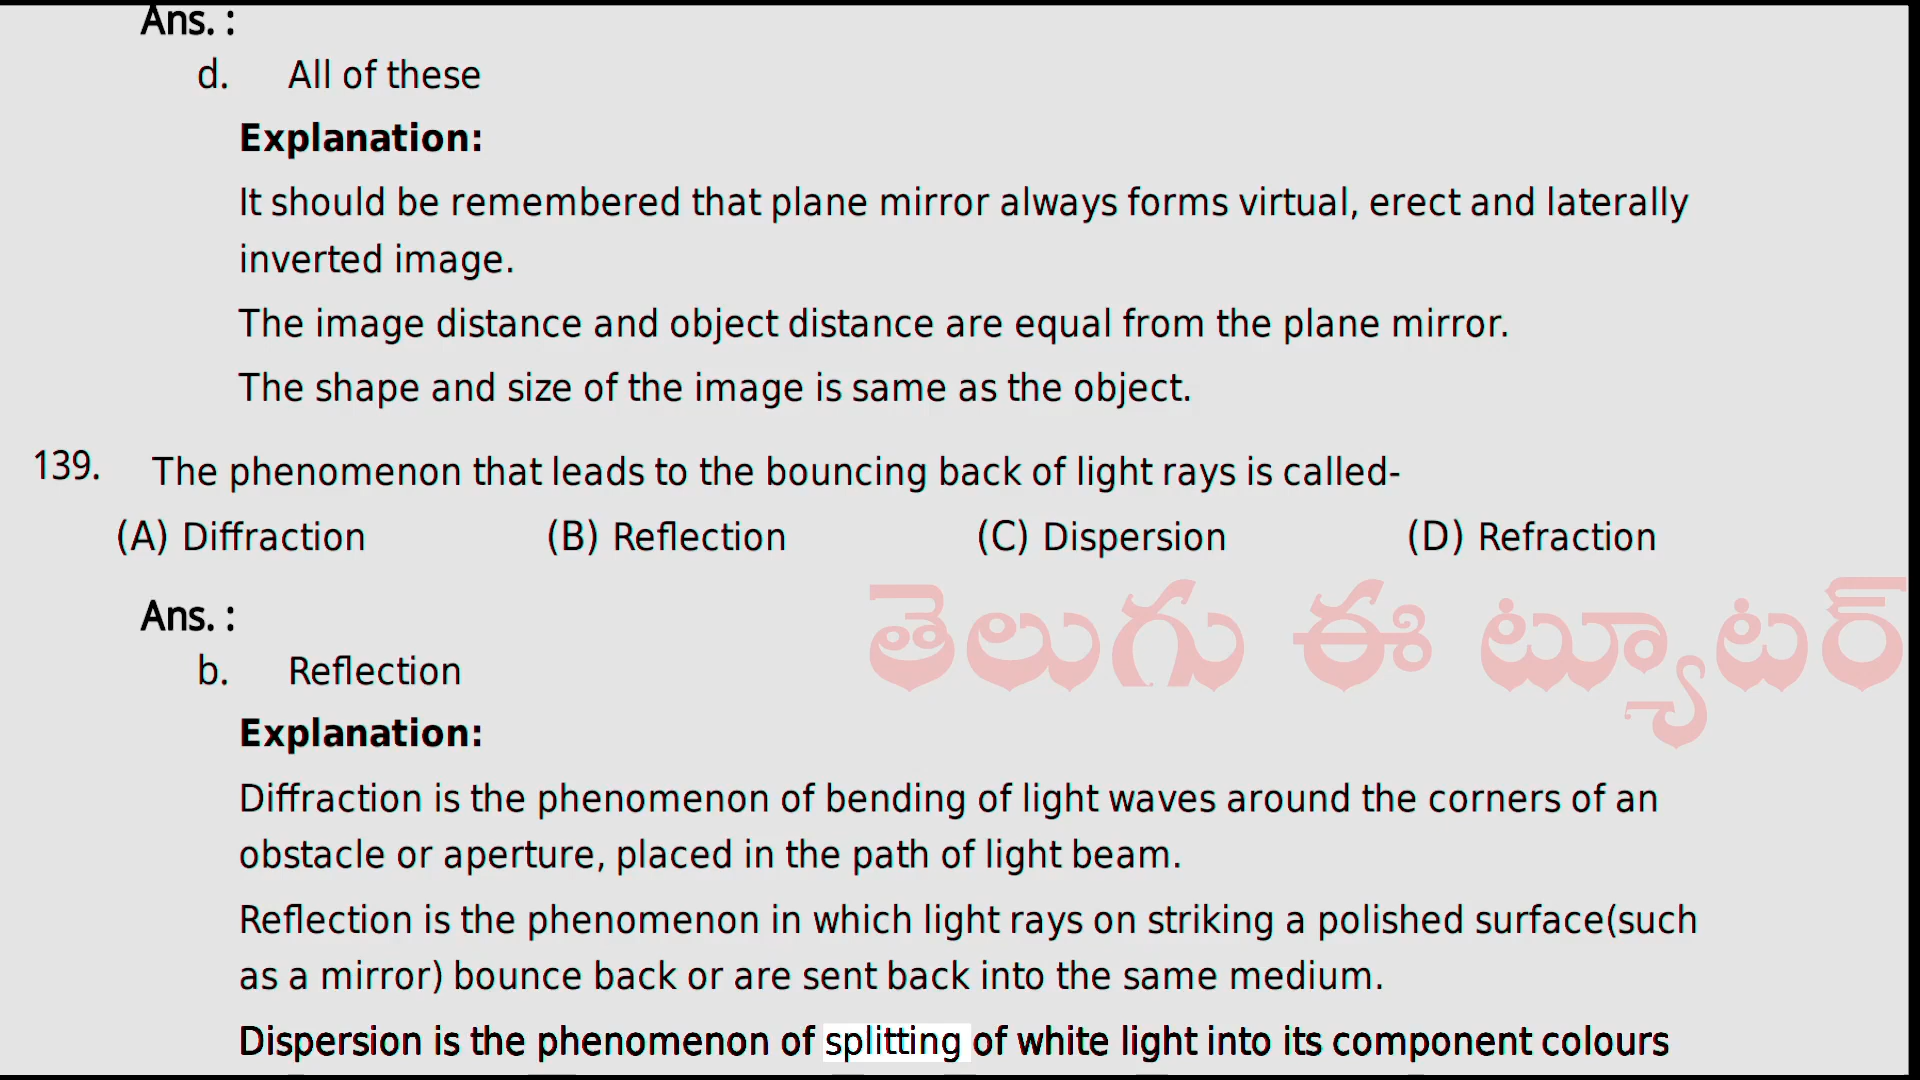 Ans. :
d. All of these
Explanation:
It should be remembered that plane mirror always forms virtual, erect and laterally
inverted image.
The image distance and object distance are equal from the plane mirror.
The shape and size of the image is same as the object.
139. The phenomenon that leads to the bouncing back of light rays is called-
(A) Diffraction (B) Reflection (C) Dispersion (D) Refraction
తెలుగు ఈ ట్యూటర్
Ans. :
b. Reflection
Explanation:
Diffraction is the phenomenon of bending of light waves around the corners of an
obstacle or aperture, placed in the path of light beam.
Reflection is the phenomenon in which light rays on striking a polished surface(such
as a mirror) bounce back or are sent back into the same medium.
Dispersion is the phenomenon of splitting of white light into its component colours